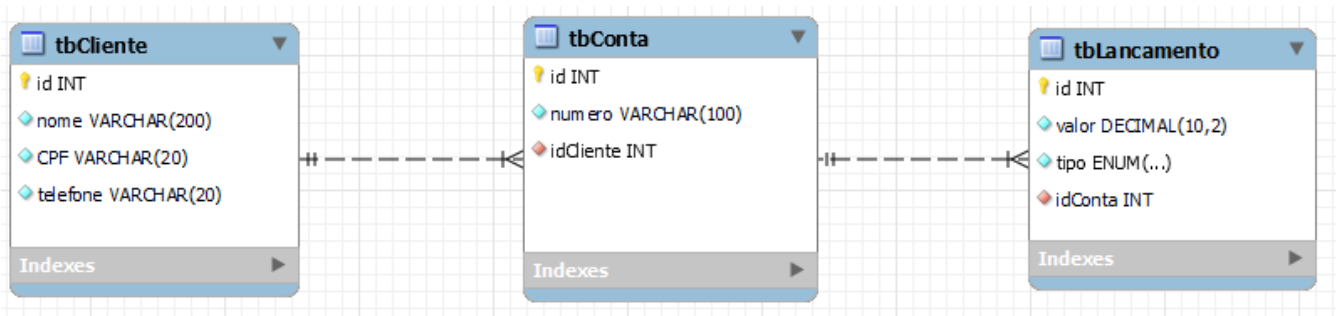 tbCliente
id INT
nome VARCHAR(200)
CPF VARCHAR(20)
telefone VARCHAR(20)
Indexes
tbConta
id INT
numero VARCHAR(100)
idCliente INT
Indexes
tbLancamento
id INT
valor DECIMAL(10,2)
tipo ENUM(...)
idConta INT
Indexes